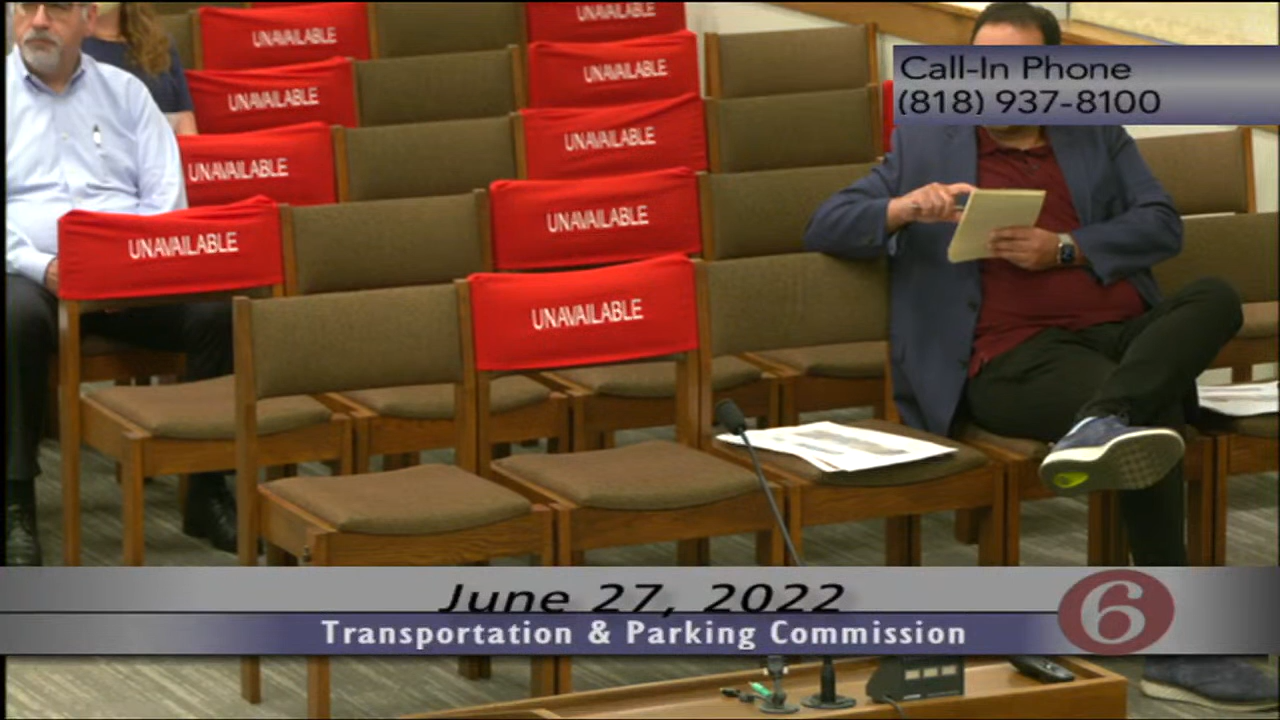 UNAVAILABLE
UNAVAILABLE
UNAVAILABLE
UNAVAILABLE
Call-In Phone
(818) 937-8100
UNAVAILABLE
UNAVAILABLE
UNAVAILABLE
UNAVAILABLE
UNAVAILABLE
June 27, 2022
6
Transportation & Parking Commission